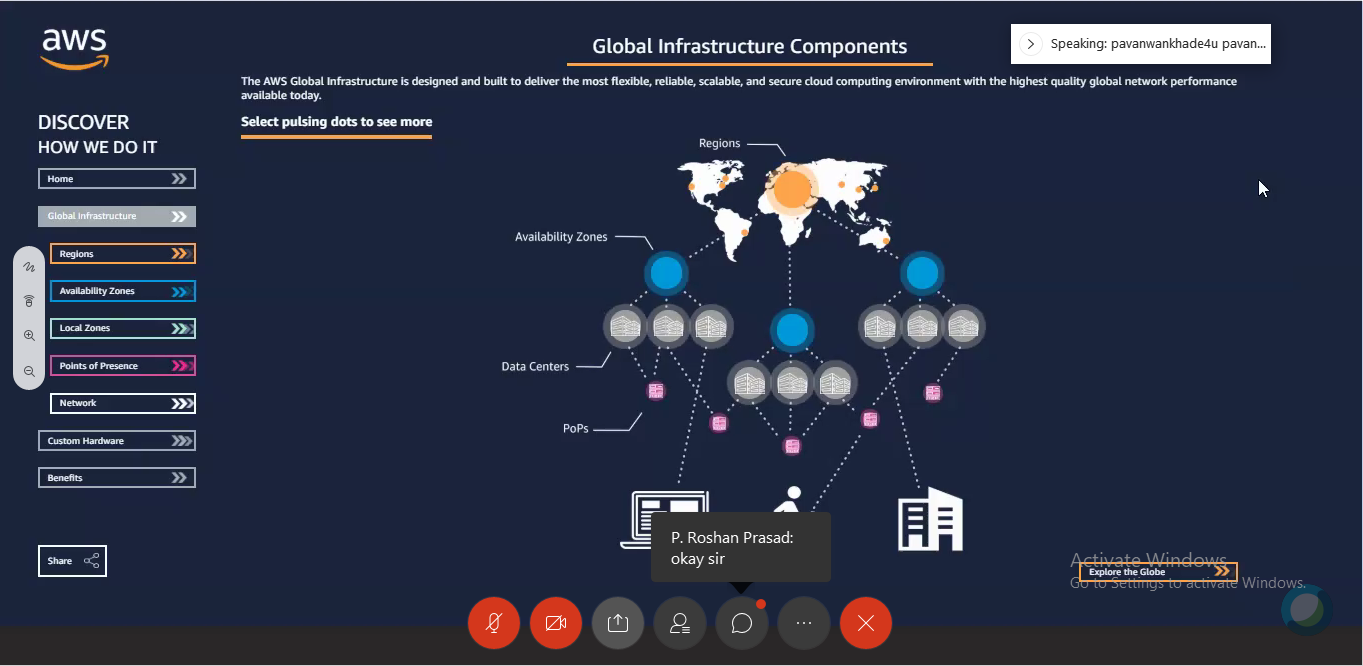 aws
Global Infrastructure Components
Speaking: pavanwankhade4u pavan...
The AWS Global Infrastructure is designed and built to deliver the most flexible, reliable, scalable, and secure cloud computing environment with the highest quality global network performance
available today.
Select pulsing dots to see more
DISCOVER
HOW WE DO IT
Home
Global Infrastructure
Regions
Availability Zones
Local Zones
Points of Presence
Network
Custom Hardware
Benefits
Share
Regions
Availability Zones
Data Centers
PoPs
P. Roshan Prasad:
okay sir
Activate Windows
Explore the Globe
Go to Settings to activate Windows.